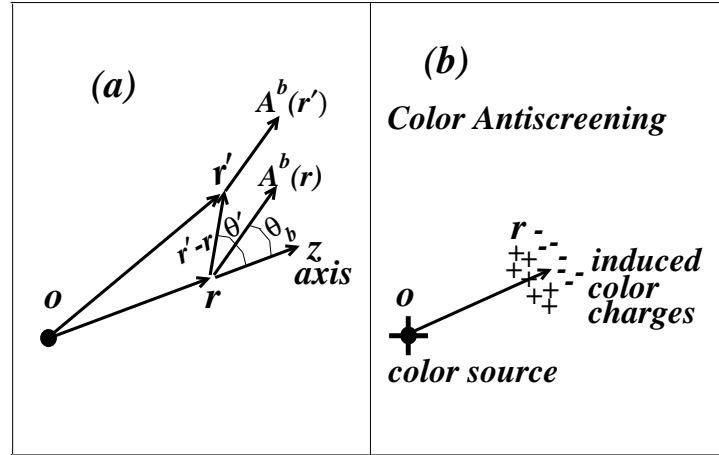 (a)
A^b(r')
r'
A^b(r)
r'-r
θ'
θ_b
z
axis
o
r
(b)
Color Antiscreening
r - -- --
++ - --
+++ - --
++
+ +
induced
color
charges
o
color source